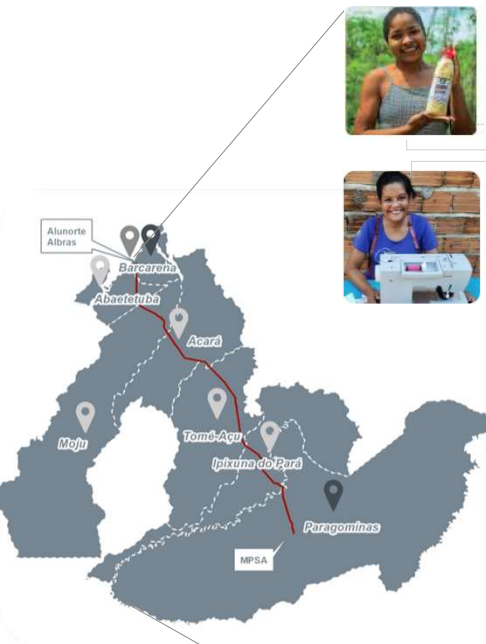 Alunorte
Albras
Barcarena
Abaetetuba
Acará
Moju
Tomé-Açu
Ipixuna do Pará
Paragominas
MPSA